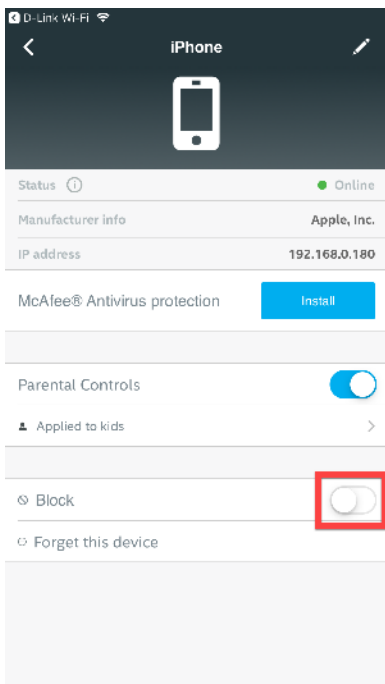 D-Link Wi-Fi
iPhone
Status
Online
Manufacturer info
Apple, Inc.
IP address
192.168.0.180
McAfee® Antivirus protection
Install
Parental Controls
Applied to kids
Block
Forget this device